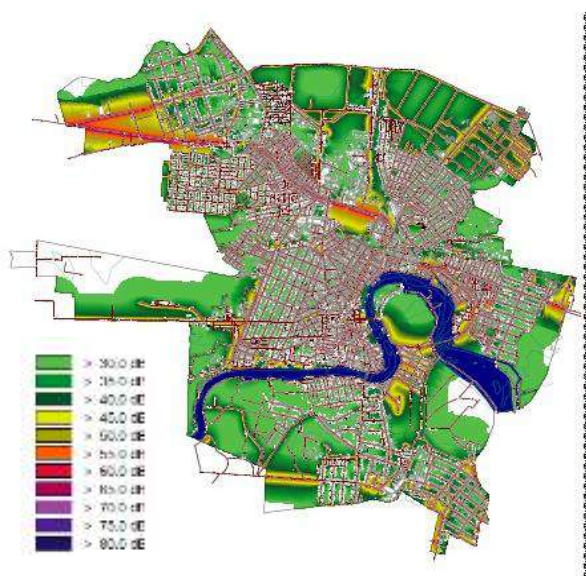 > 30.0 dB
> 35.0 dB
> 40.0 dB
> 45.0 dB
> 50.0 dB
> 55.0 dB
> 60.0 dB
> 65.0 dB
> 70.0 dB
> 75.0 dB
> 80.0 dB